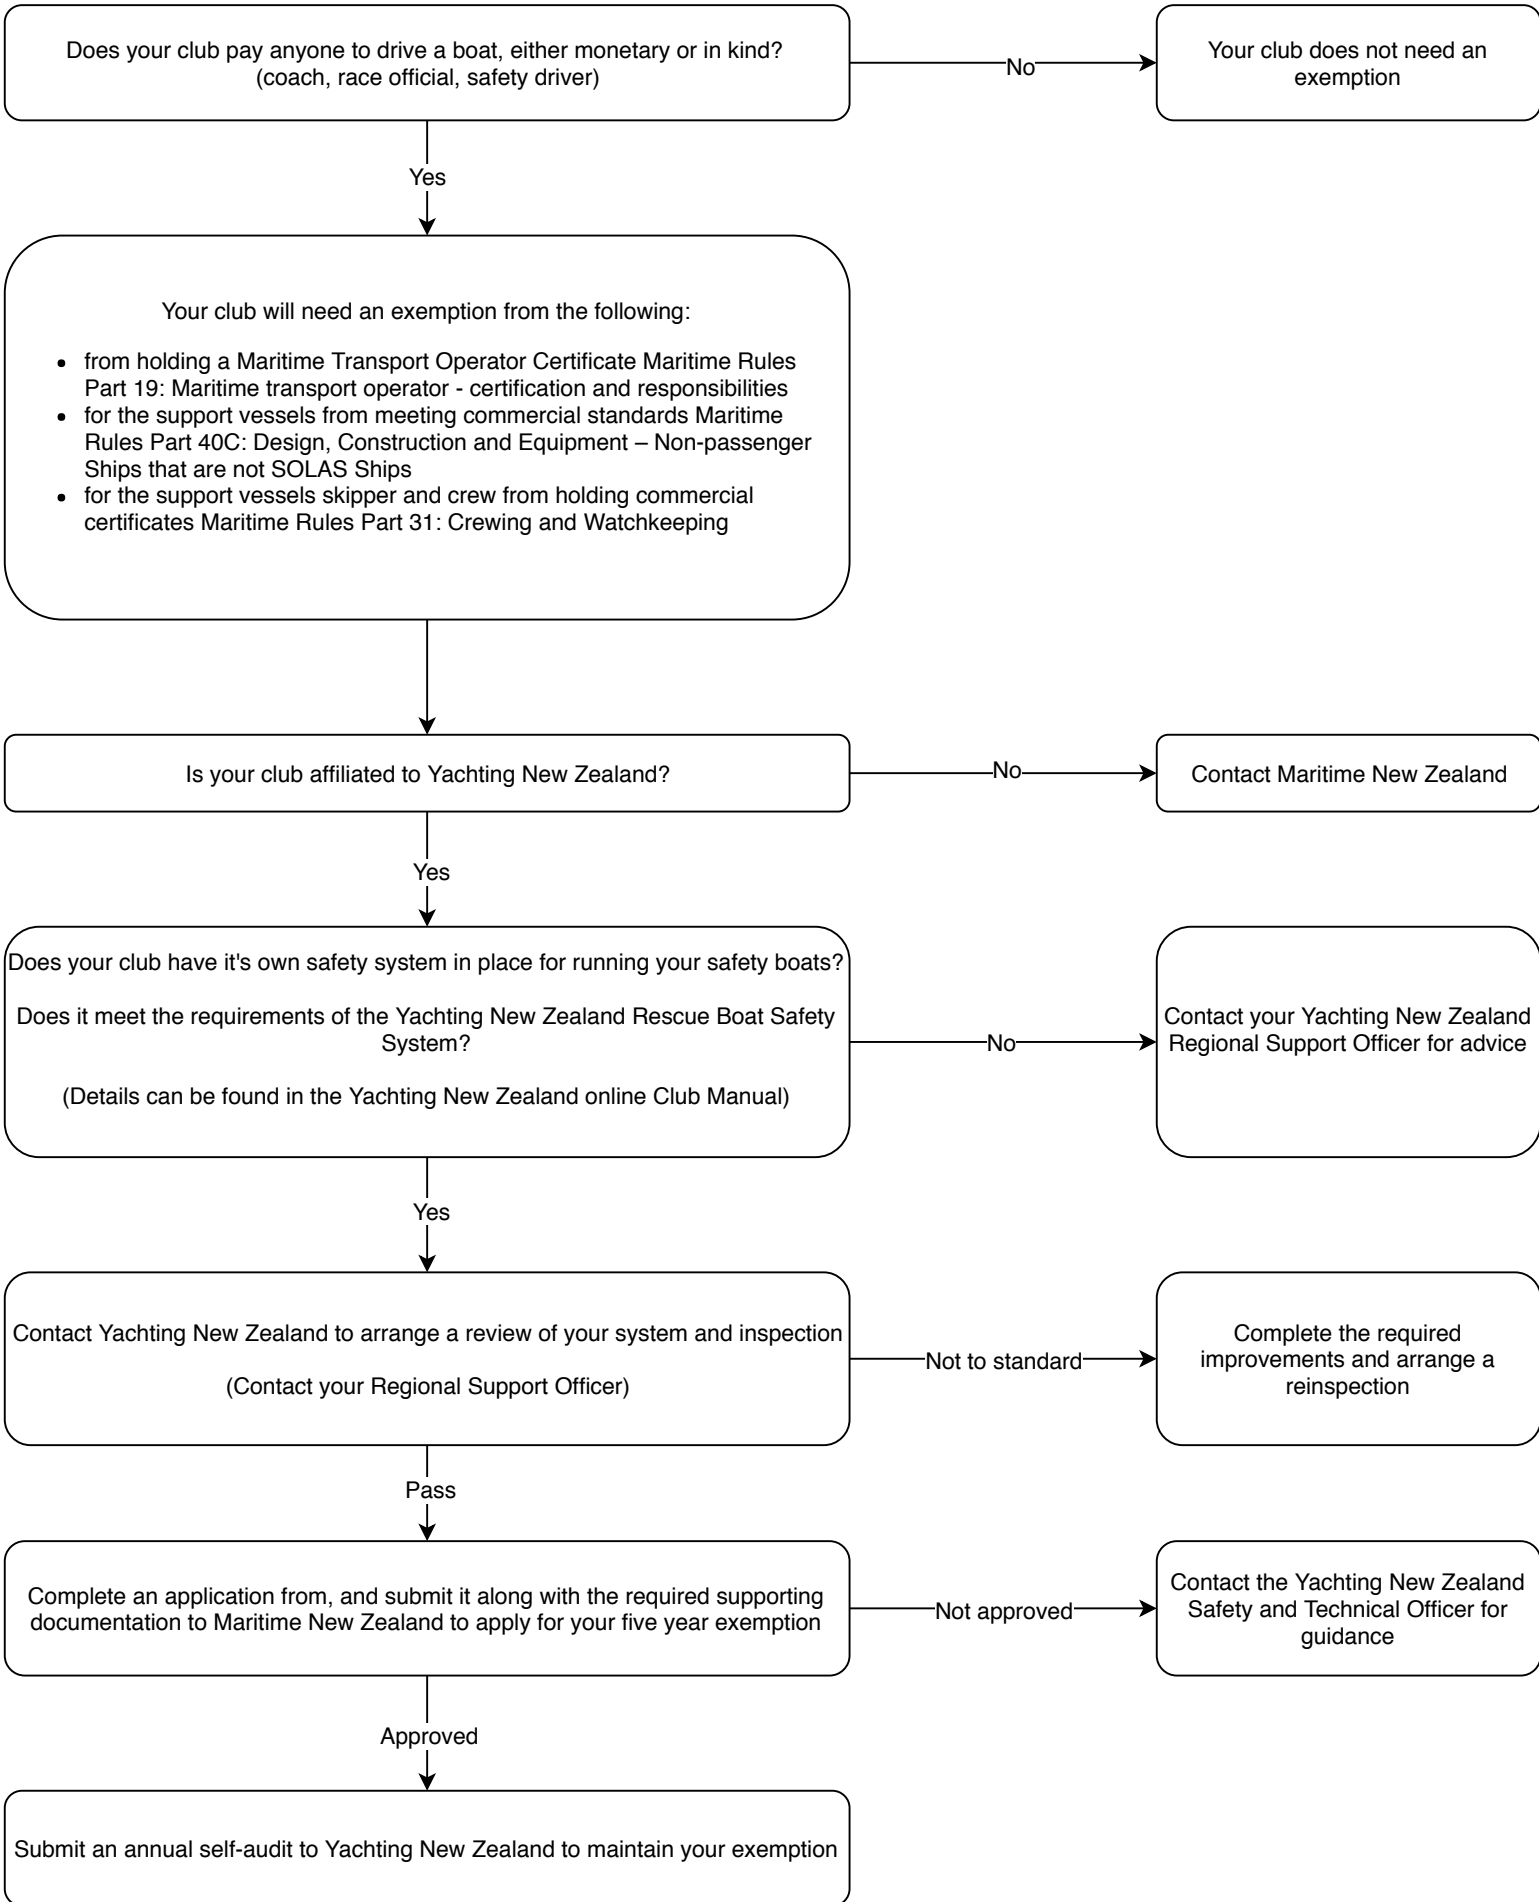 Does your club pay anyone to drive a boat, either monetary or in kind?
(coach, race official, safety driver)
No
Your club does not need an
exemption
Yes
Your club will need an exemption from the following:
• from holding a Maritime Transport Operator Certificate Maritime Rules
Part 19: Maritime transport operator - certification and responsibilities
• for the support vessels from meeting commercial standards Maritime
Rules Part 40C: Design, Construction and Equipment – Non-passenger
Ships that are not SOLAS Ships
• for the support vessels skipper and crew from holding commercial
certificates Maritime Rules Part 31: Crewing and Watchkeeping
Is your club affiliated to Yachting New Zealand?
No
Contact Maritime New Zealand
Yes
Does your club have it's own safety system in place for running your safety boats?
Does it meet the requirements of the Yachting New Zealand Rescue Boat Safety
System?
(Details can be found in the Yachting New Zealand online Club Manual)
No
Contact your Yachting New Zealand
Regional Support Officer for advice
Yes
Contact Yachting New Zealand to arrange a review of your system and inspection
(Contact your Regional Support Officer)
Not to standard
Complete the required
improvements and arrange a
reinspection
Pass
Complete an application from, and submit it along with the required supporting
documentation to Maritime New Zealand to apply for your five year exemption
Not approved
Contact the Yachting New Zealand
Safety and Technical Officer for
guidance
Approved
Submit an annual self-audit to Yachting New Zealand to maintain your exemption